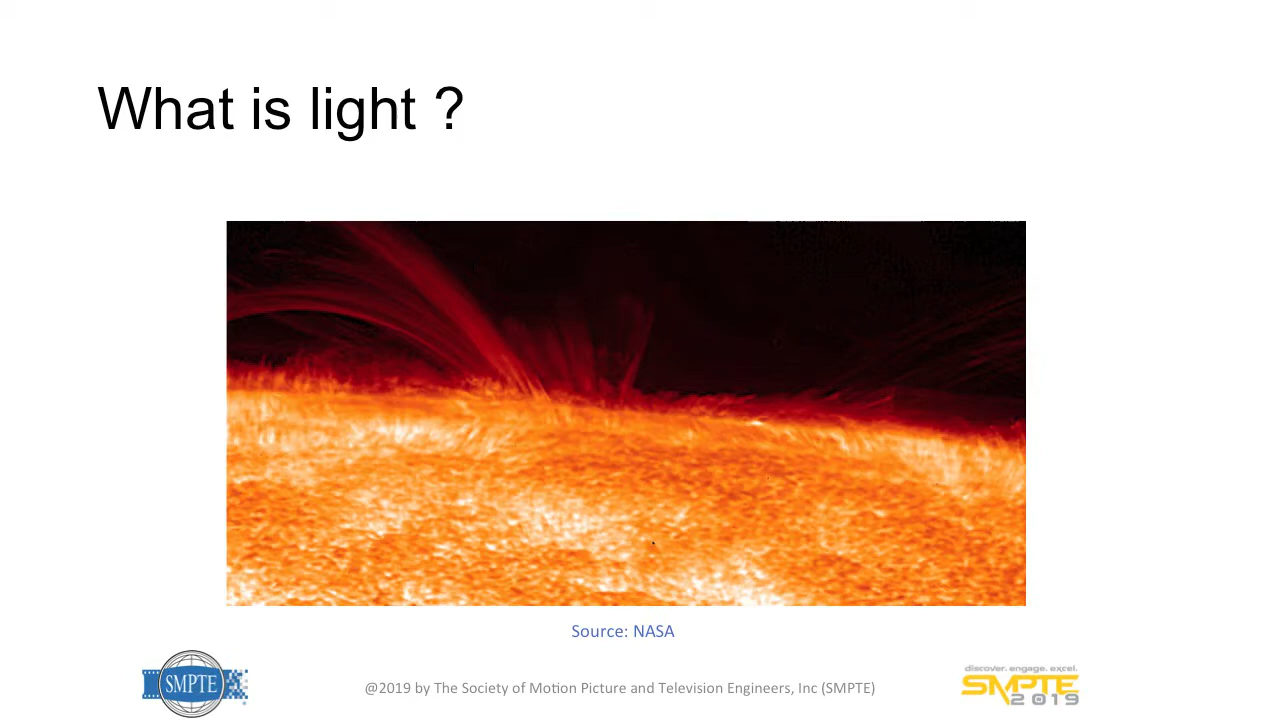 What is light ?
Source: NASA
SMPTE
@2019 by The Society of Motion Picture and Television Engineers, Inc (SMPTE)
discover. engage. excel.
SMPTE
2019